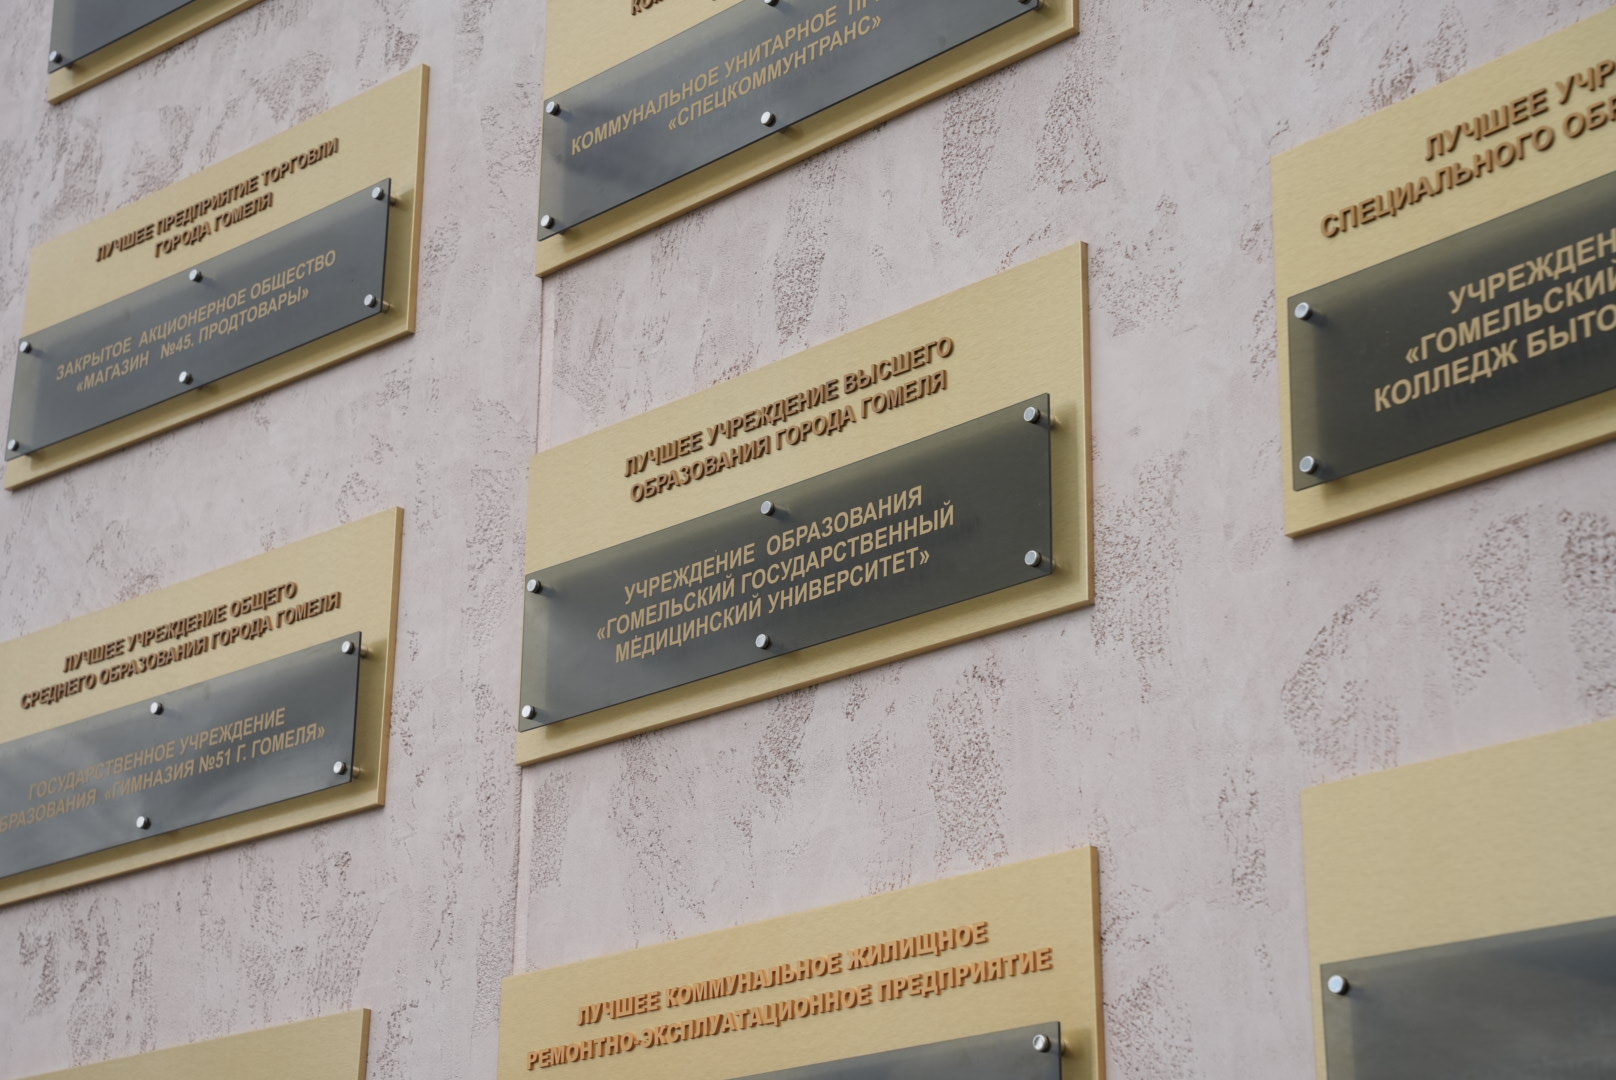 КОММУНАЛЬНОЕ УНИТАРНОЕ
«СПЕЦКОММУНТРАНС»
ЛУЧШЕЕ ПРЕДПРИЯТИЕ ТОРГОВЛИ
ГОРОДА ГОМЕЛЯ
ЗАКРЫТОЕ АКЦИОНЕРНОЕ ОБЩЕСТВО
«МАГАЗИН №45. ПРОДТОВАРЫ»
ЛУЧШЕЕ
СПЕЦИАЛЬНОГО
«ГОМЕЛЬСКИЙ
КОЛЛЕДЖ
ЛУЧШЕЕ УЧРЕЖДЕНИЕ ВЫСШЕГО
ОБРАЗОВАНИЯ ГОРОДА ГОМЕЛЯ
УЧРЕЖДЕНИЕ ОБРАЗОВАНИЯ
«ГОМЕЛЬСКИЙ ГОСУДАРСТВЕННЫЙ
МЕДИЦИНСКИЙ УНИВЕРСИТЕТ»
ЛУЧШЕЕ УЧРЕЖДЕНИЕ ОБЩЕГО
СРЕДНЕГО ОБРАЗОВАНИЯ ГОРОДА ГОМЕЛЯ
ГОСУДАРСТВЕННОЕ УЧРЕЖДЕНИЕ
ОБРАЗОВАНИЯ «ГИМНАЗИЯ №51 Г. ГОМЕЛЯ»
ЛУЧШЕЕ КОММУНАЛЬНОЕ ЖИЛИЩНОЕ
РЕМОНТНО-ЭКСПЛУАТАЦИОННОЕ ПРЕДПРИЯТИЕ